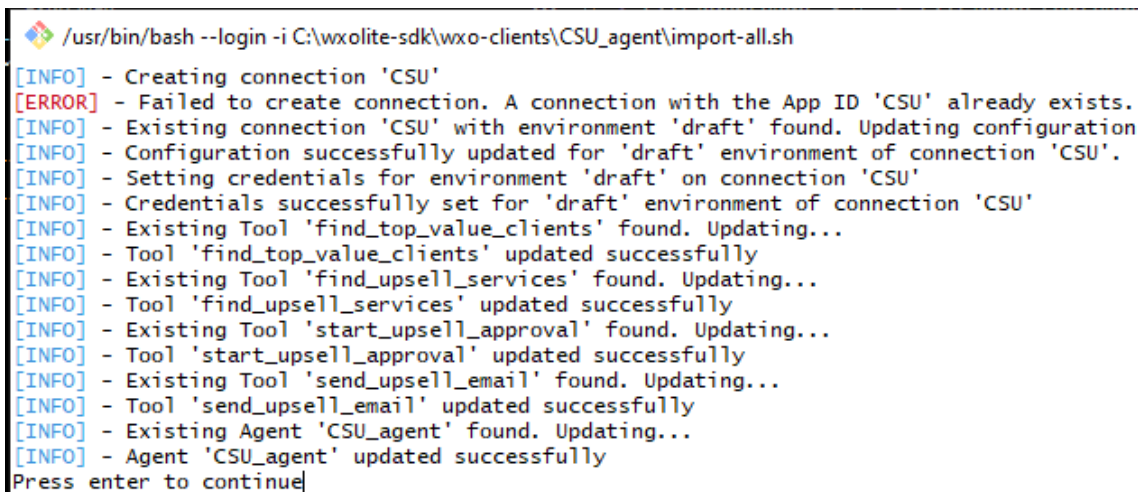 /usr/bin/bash --login -i C:\wxolite-sdk\wxo-clients\CSU_agent\import-all.sh
[INFO] - Creating connection 'CSU'
[ERROR] - Failed to create connection. A connection with the App ID 'CSU' already exists.
[INFO] - Existing connection 'CSU' with environment 'draft' found. Updating configuration
[INFO] - Configuration successfully updated for 'draft' environment of connection 'CSU'.
[INFO] - Setting credentials for environment 'draft' on connection 'CSU'
[INFO] - Credentials successfully set for 'draft' environment of connection 'CSU'
[INFO] - Existing Tool 'find_top_value_clients' found. Updating...
[INFO] - Tool 'find_top_value_clients' updated successfully
[INFO] - Existing Tool 'find_upsell_services' found. Updating...
[INFO] - Tool 'find_upsell_services' updated successfully
[INFO] - Existing Tool 'start_upsell_approval' found. Updating...
[INFO] - Tool 'start_upsell_approval' updated successfully
[INFO] - Existing Tool 'send_upsell_email' found. Updating...
[INFO] - Tool 'send_upsell_email' updated successfully
[INFO] - Existing Agent 'CSU_agent' found. Updating...
[INFO] - Agent 'CSU_agent' updated successfully
Press enter to continue